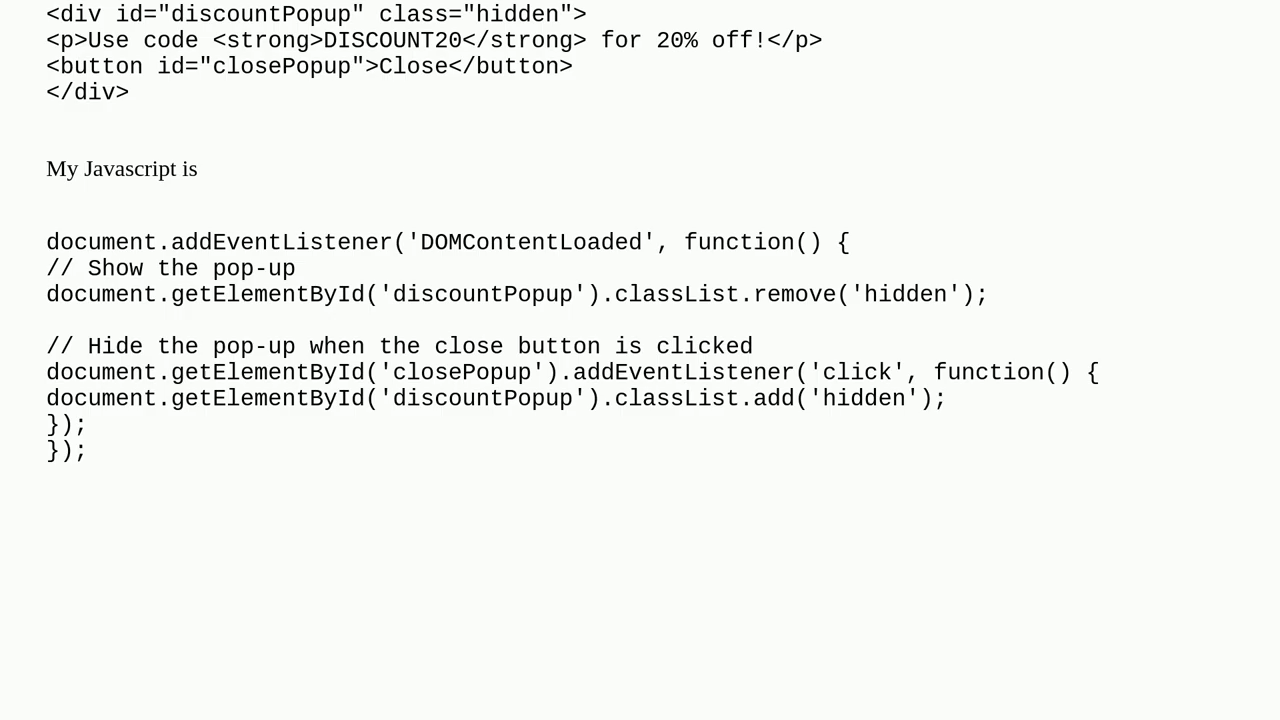 <div id="discountPopup" class="hidden">
<p>Use code <strong>DISCOUNT20</strong> for 20% off!</p>
<button id="closePopup">Close</button>
</div>
My Javascript is
document.addEventListener('DOMContentLoaded', function() {
// Show the pop-up
document.getElementById('discountPopup').classList.remove('hidden');
// Hide the pop-up when the close button is clicked
document.getElementById('closePopup').addEventListener('click', function() {
document.getElementById('discountPopup').classList.add('hidden');
});
});